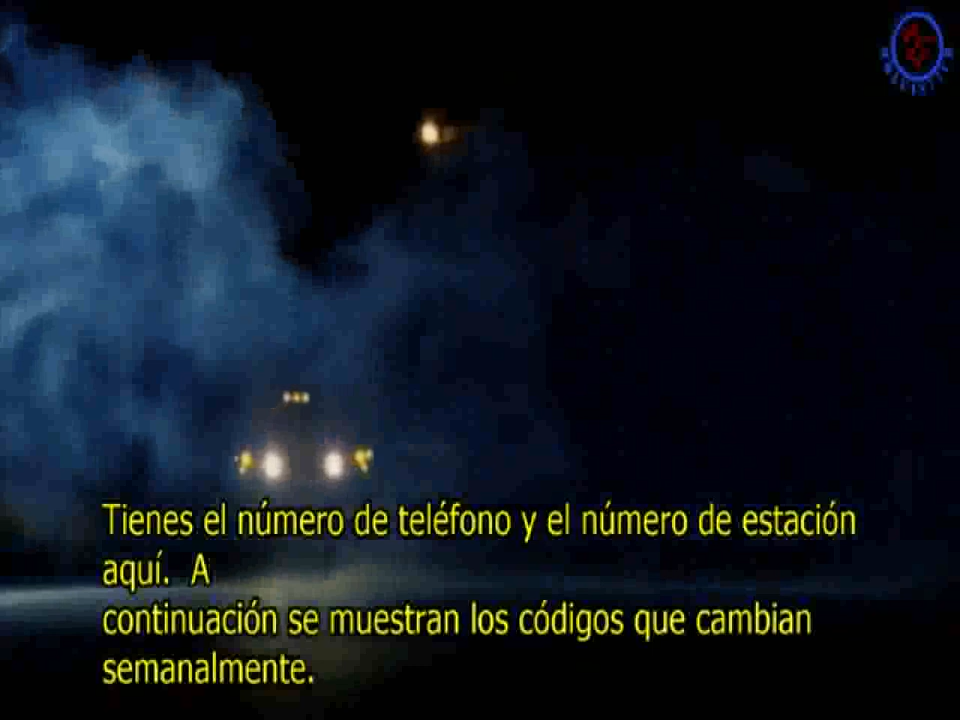 Tienes el número de teléfono y el número de estación
aquí. A
continuación se muestran los códigos que cambian
semanalmente.